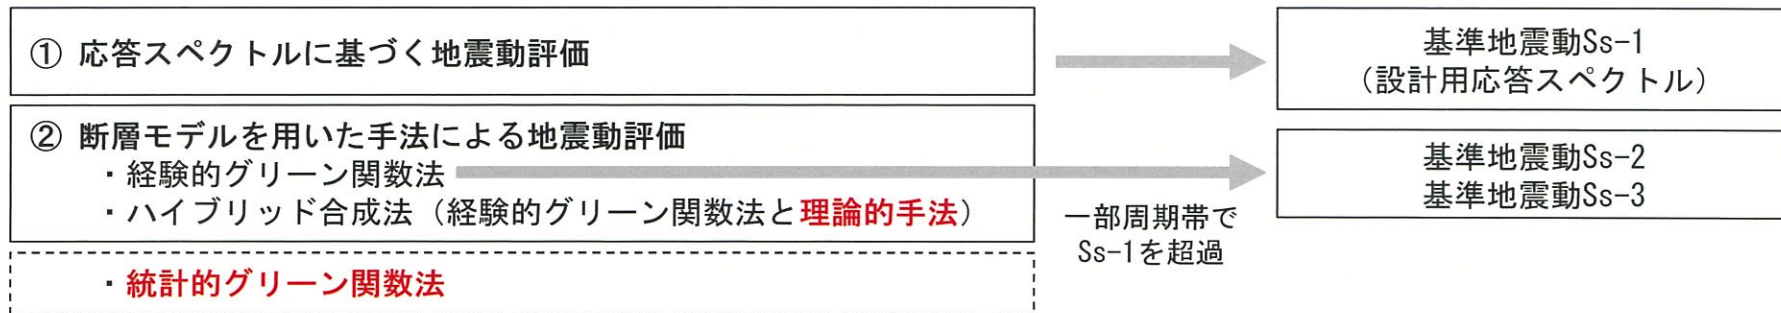 ① 応答スペクトルに基づく地震動評価
基準地震動Ss-1
(設計用応答スペクトル)
② 断層モデルを用いた手法による地震動評価
・経験的グリーン関数法
・ハイブリッド合成法(経験的グリーン関数法と理論的手法)
・統計的グリーン関数法
一部周期帯で
Ss-1を超過
基準地震動Ss-2
基準地震動Ss-3